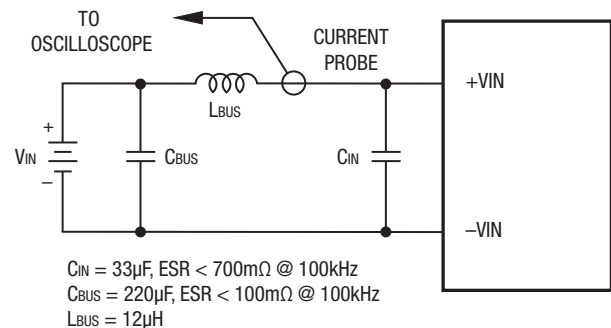 TO
OSCILLOSCOPE
CURRENT
PROBE
+VIN
LBUS
+
VIN
CBUS
CIN
–
–VIN
CIN = 33µF, ESR < 700mΩ @ 100kHz
CBUS = 220µF, ESR < 100mΩ @ 100kHz
LBUS = 12µH